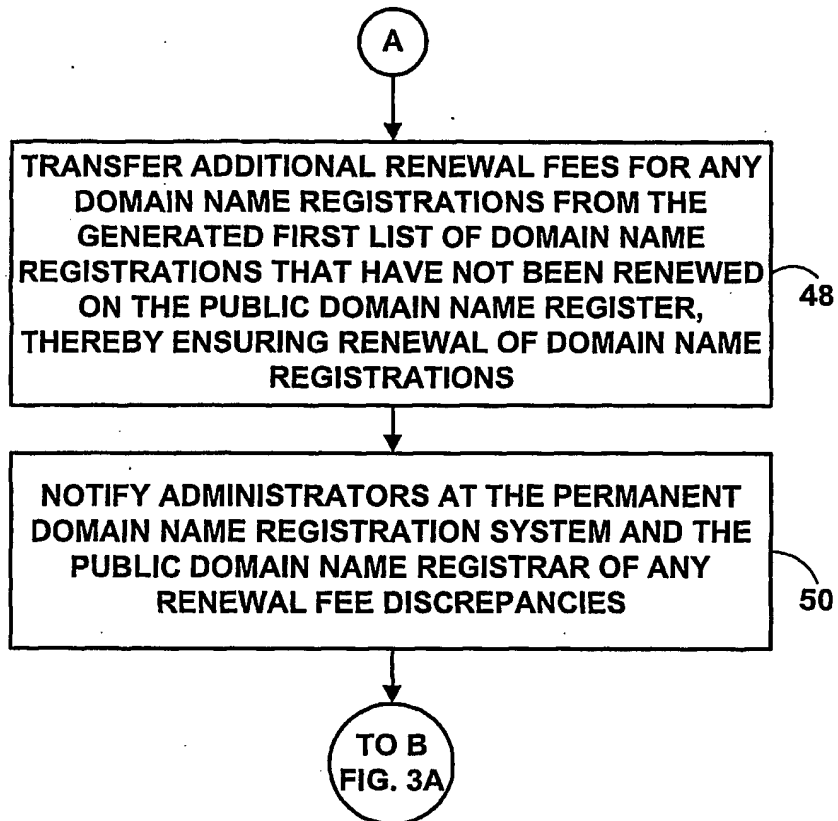 A
TRANSFER ADDITIONAL RENEWAL FEES FOR ANY
DOMAIN NAME REGISTRATIONS FROM THE
GENERATED FIRST LIST OF DOMAIN NAME
REGISTRATIONS THAT HAVE NOT BEEN RENEWED
ON THE PUBLIC DOMAIN NAME REGISTER,
THEREBY ENSURING RENEWAL OF DOMAIN NAME
REGISTRATIONS
48
NOTIFY ADMINISTRATORS AT THE PERMANENT
DOMAIN NAME REGISTRATION SYSTEM AND THE
PUBLIC DOMAIN NAME REGISTRAR OF ANY
RENEWAL FEE DISCREPANCIES
50
TO B
FIG. 3A